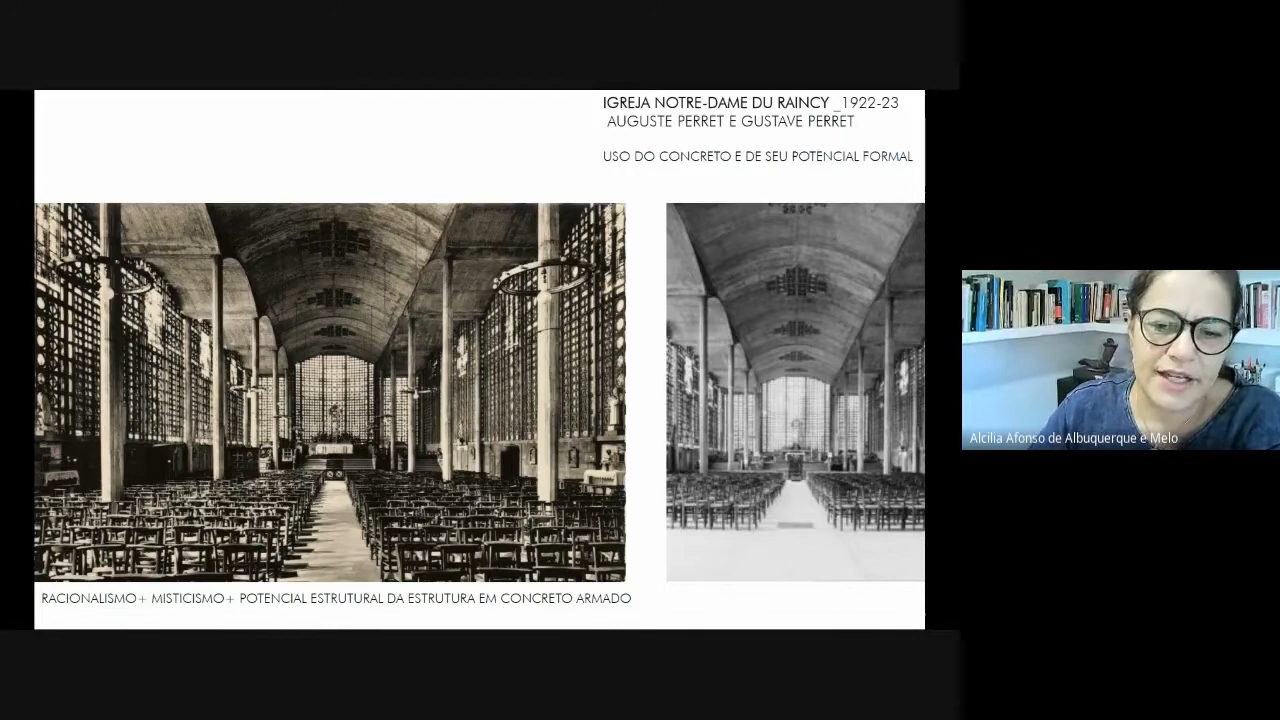 IGREJA NOTRE-DAME DU RAINCY _1922-23
AUGUSTE PERRET E GUSTAVE PERRET
USO DO CONCRETO E DE SEU POTENCIAL FORMAL
RACIONALISMO+ MISTICISMO+ POTENCIAL ESTRUTURAL DA ESTRUTURA EM CONCRETO ARMADO
Alcilia Afonso de Albuquerque e Melo